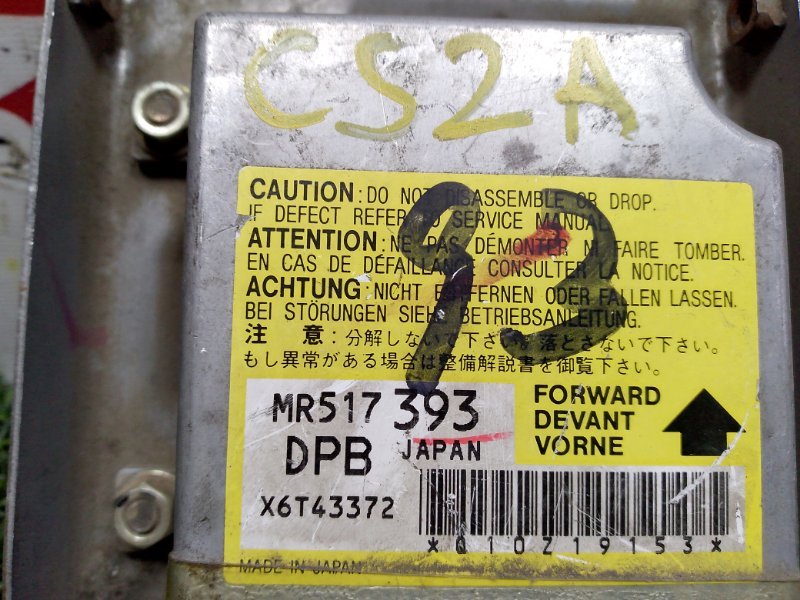 CS2A
CAUTION : DO NOT DISASSEMBLE OR DROP.
IF DEFECT REFER TO SERVICE MANUAL
ATTENTION : NE PAS DÉMONTER NI FAIRE TOMBER.
EN CAS DE DÉFAILLANCE CONSULTER LA NOTICE.
ACHTUNG : NICHT ENTFERNEN ODER FALLEN LASSEN.
BEI STÖRUNGEN SIEHE BETRIEBSANLEITUNG.
注 意 : 分解しないで下さい。落とさないで下さい。
もし異常がある場合は整備解説書を御覧下さい。
MR517 393
DPB JAPAN
X6T43372
FORWARD
DEVANT
VORNE
*Q10Z19153*
MADE IN JAPAN